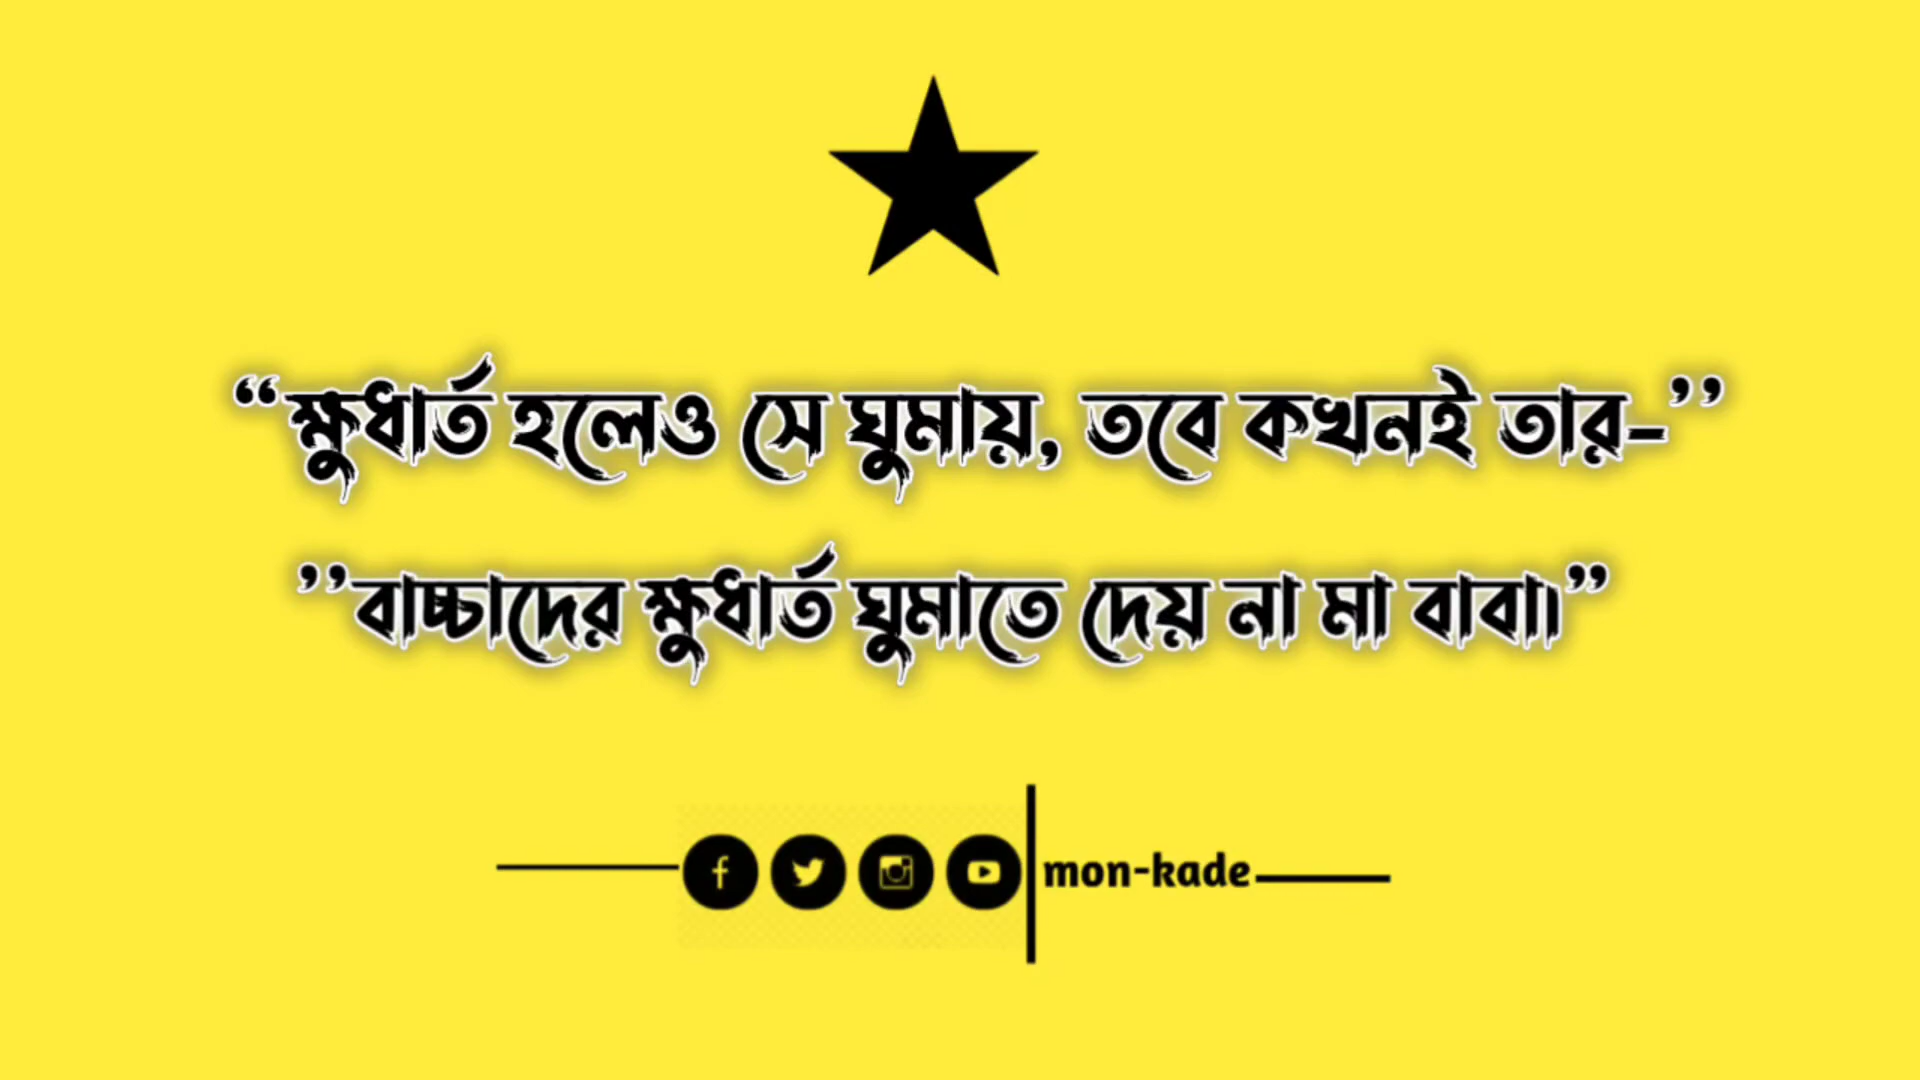 “ক্ষুধার্ত হলেও সে ঘুমায়, তবে কখনই তার-’’
’’বাচ্চাদের ক্ষুধার্ত ঘুমাতে দেয় না মা বাবা।”
mon-kade